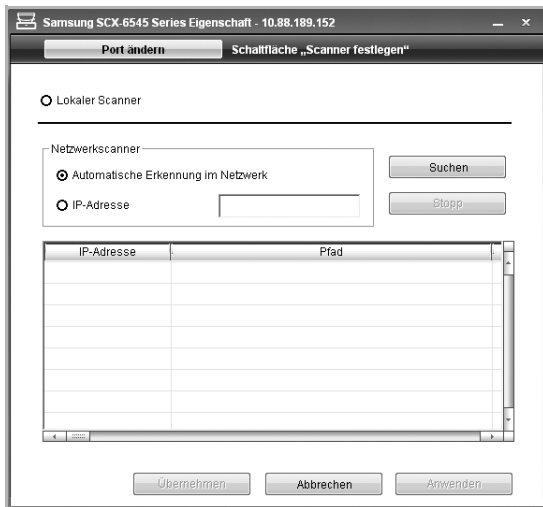 Samsung SCX-6545 Series Eigenschaft - 10.88.189.152
Port ändern Schaltfläche „Scanner festlegen“
Lokaler Scanner
Netzwerkscanner
Automatische Erkennung im Netzwerk
Suchen
IP-Adresse
Stopp
IP-Adresse Pfad
Übernehmen Abbrechen Anwenden